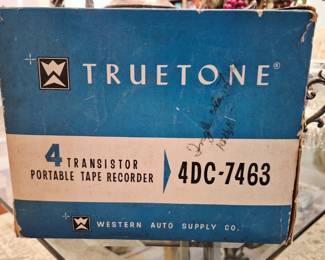 TRUETONE®
4 TRANSISTOR
PORTABLE TAPE RECORDER
4DC-7463
WESTERN AUTO SUPPLY CO.